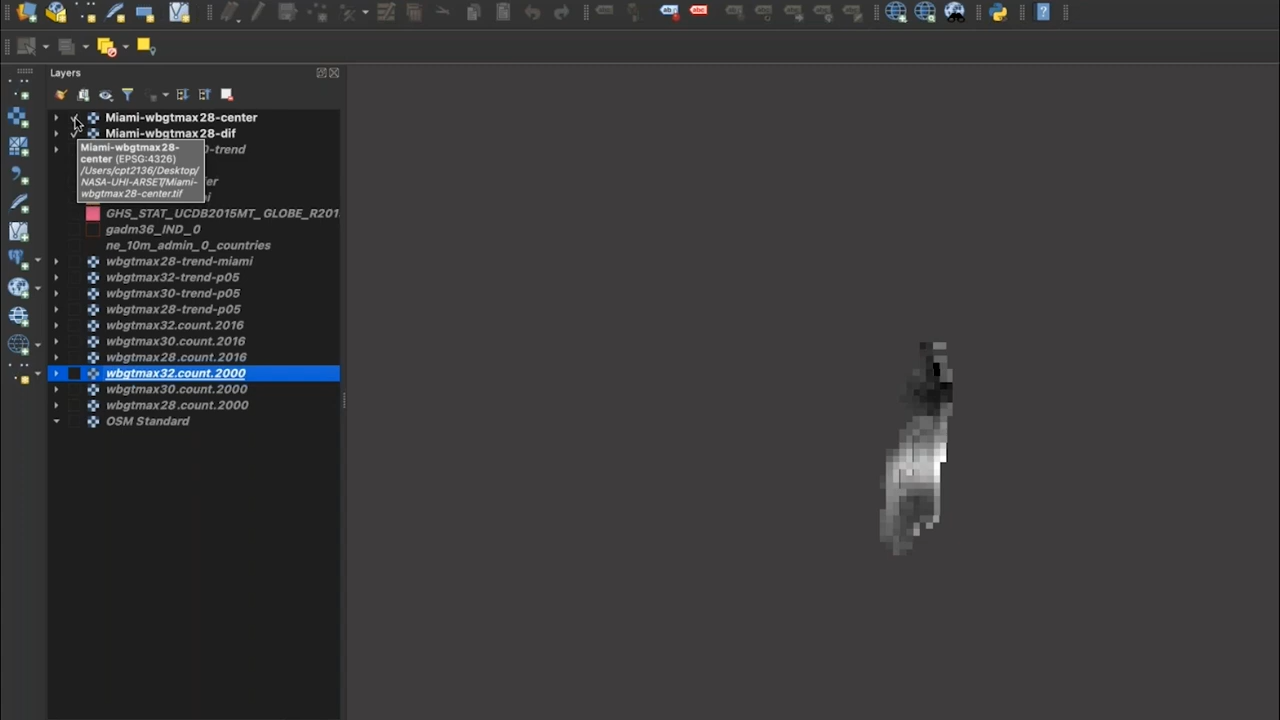 abc
abc
?
Layers
Miami-wbgtmax28-center
Miami-wbgtmax28-dif
0-trend
Miami-wbgtmax28-
center (EPSG:4326)
/Users/cpt2136/Desktop/
NASA-UHI-ARSET/Miami-
wbgtmax28-center.tif
GHS_STAT_UCDB2015MT_GLOBE_R201
gadm36_IND_0
ne_10m_admin_0_countries
wbgtmax28-trend-miami
wbgtmax32-trend-p05
wbgtmax30-trend-p05
wbgtmax28-trend-p05
wbgtmax32.count.2016
wbgtmax30.count.2016
wbgtmax28.count.2016
wbgtmax32.count.2000
wbgtmax30.count.2000
wbgtmax28.count.2000
OSM Standard